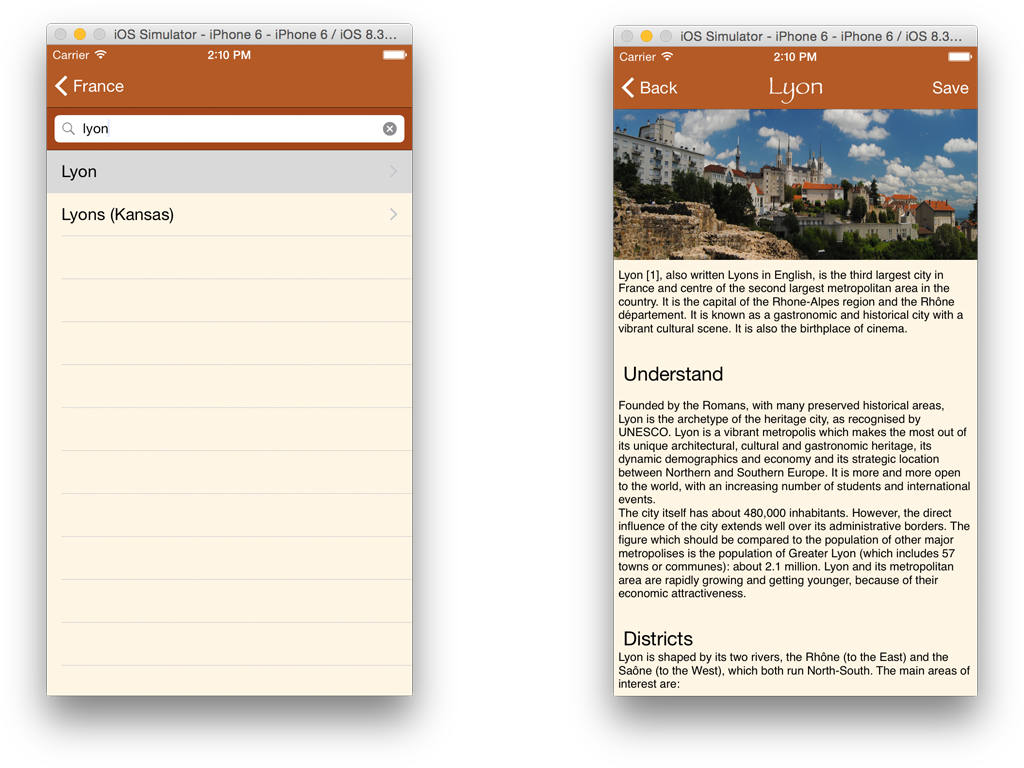 iOS Simulator - iPhone 6 - iPhone 6 / iOS 8.3...
Carrier 2:10 PM
France
lyon
Lyon
Lyons (Kansas)
iOS Simulator - iPhone 6 - iPhone 6 / iOS 8.3...
Carrier 2:10 PM
Back Lyon Save
Lyon [1], also written Lyons in English, is the third largest city in
France and centre of the second largest metropolitan area in the
country. It is the capital of the Rhone-Alpes region and the Rhône
département. It is known as a gastronomic and historical city with a
vibrant cultural scene. It is also the birthplace of cinema.
Understand
Founded by the Romans, with many preserved historical areas,
Lyon is the archetype of the heritage city, as recognised by
UNESCO. Lyon is a vibrant metropolis which makes the most out of
its unique architectural, cultural and gastronomic heritage, its
dynamic demographics and economy and its strategic location
between Northern and Southern Europe. It is more and more open
to the world, with an increasing number of students and international
events.
The city itself has about 480,000 inhabitants. However, the direct
influence of the city extends well over its administrative borders. The
figure which should be compared to the population of other major
metropolises is the population of Greater Lyon (which includes 57
towns or communes): about 2.1 million. Lyon and its metropolitan
area are rapidly growing and getting younger, because of their
economic attractiveness.
Districts
Lyon is shaped by its two rivers, the Rhône (to the East) and the
Saône (to the West), which both run North-South. The main areas of
interest are: